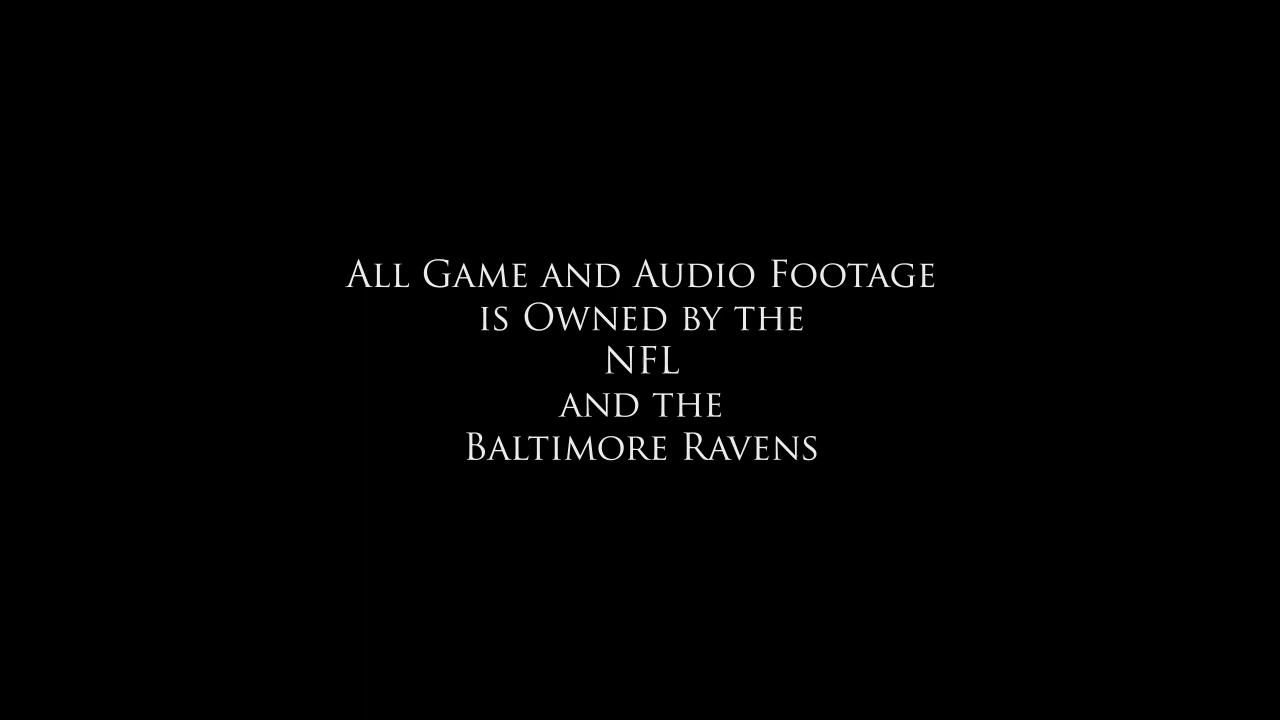 All Game and Audio Footage
is Owned by the
NFL
and the
Baltimore Ravens